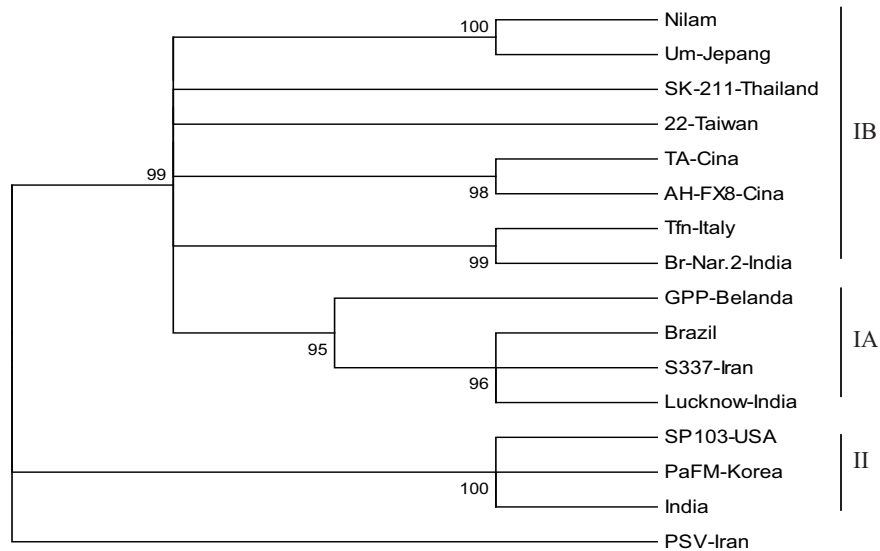 Nilam
100
Um-Jepang
SK-211-Thailand
22-Taiwan
IB
TA-Cina
99
98
AH-FX8-Cina
Tfn-Italy
99
Br-Nar.2-India
GPP-Belanda
Brazil
95
IA
S337-Iran
96
Lucknow-India
SP103-USA
PaFM-Korea
II
100
India
PSV-Iran